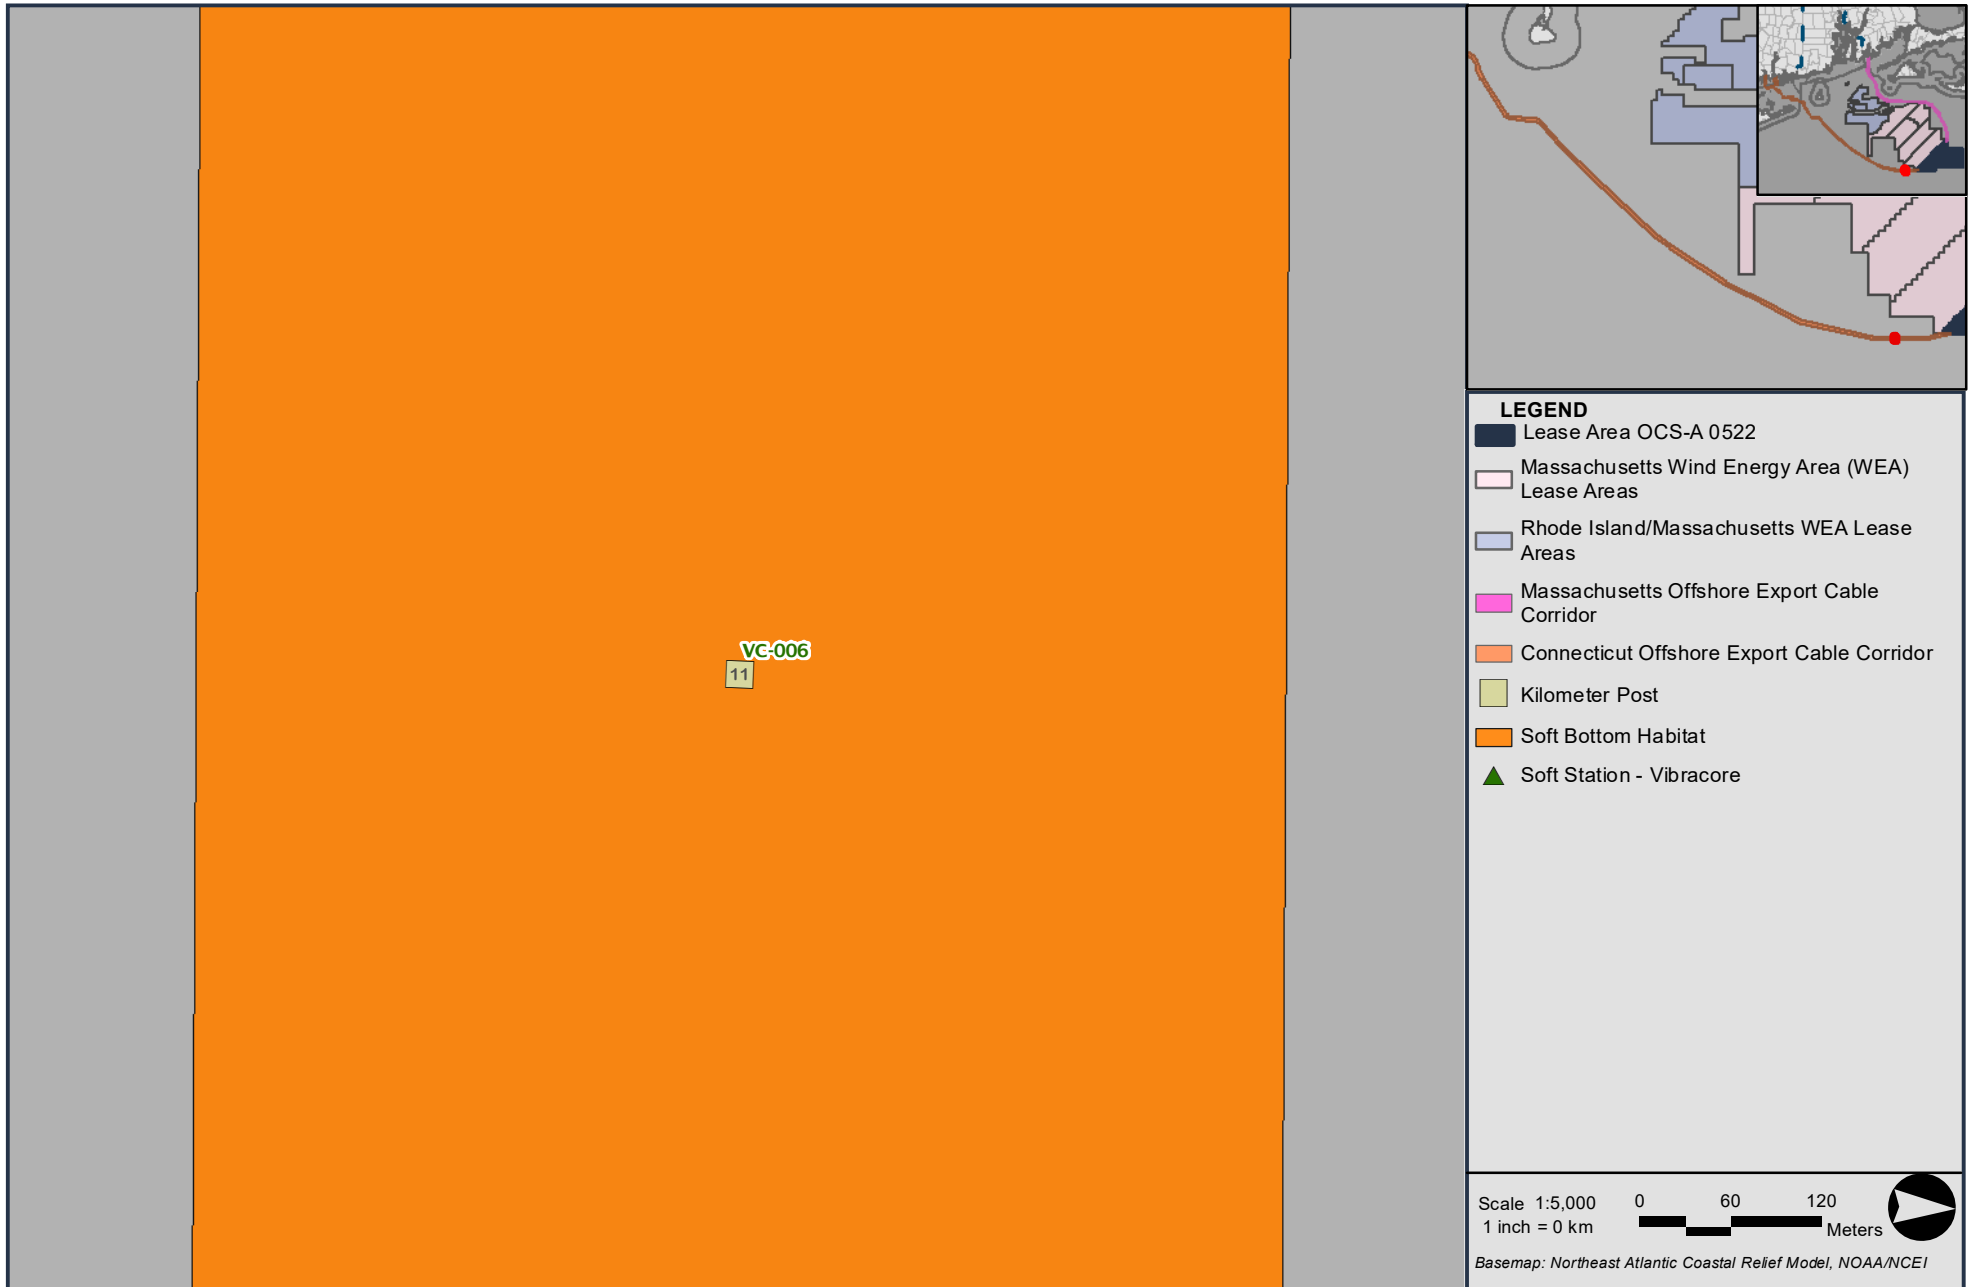 VC-006
11
LEGEND
Lease Area OCS-A 0522
Massachusetts Wind Energy Area (WEA)
Lease Areas
Rhode Island/Massachusetts WEA Lease
Areas
Massachusetts Offshore Export Cable
Corridor
Connecticut Offshore Export Cable Corridor
Kilometer Post
Soft Bottom Habitat
Soft Station - Vibracore
Scale 1:5,000
1 inch = 0 km
0 60 120
Meters
Basemap: Northeast Atlantic Coastal Relief Model, NOAA/NCEI